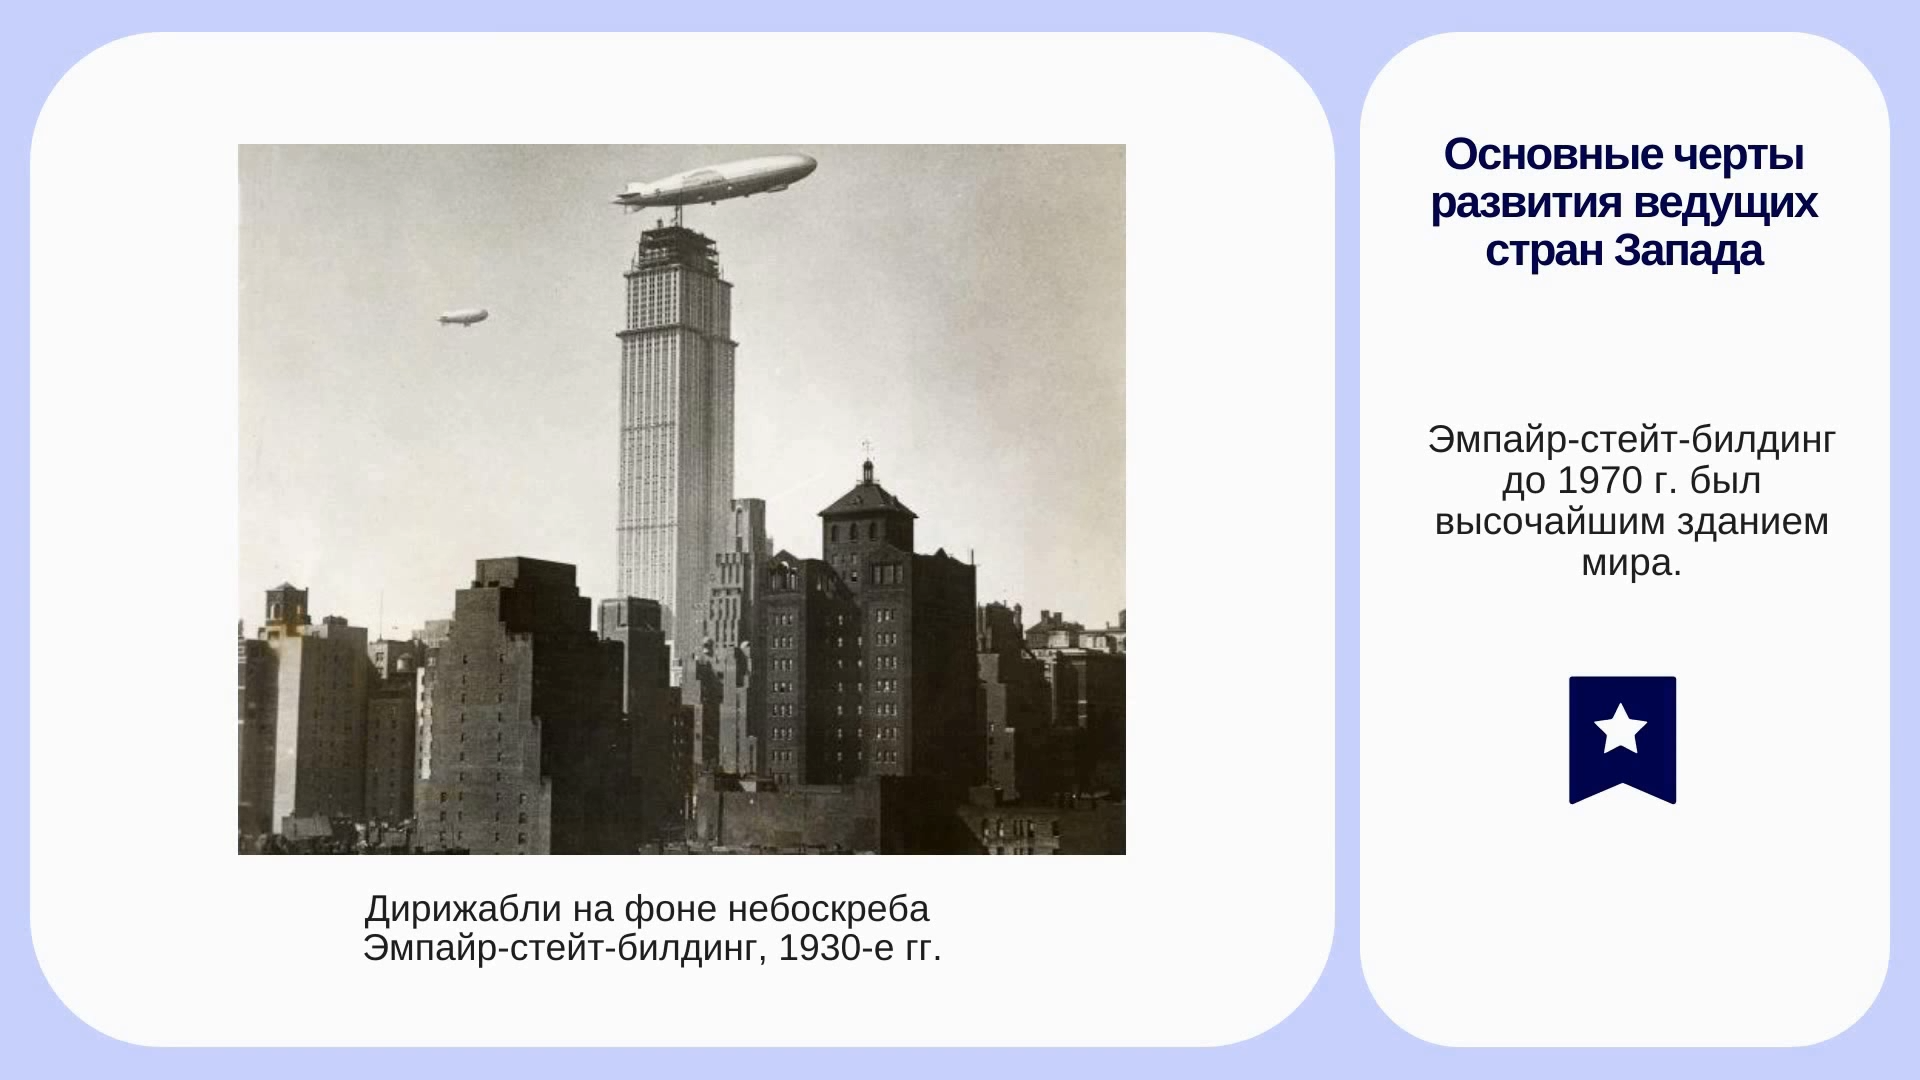 Основные черты
развития ведущих
стран Запада
Эмпайр-стейт-билдинг
до 1970 г. был
высочайшим зданием
мира.
Дирижабли на фоне небоскреба
Эмпайр-стейт-билдинг, 1930-е гг.